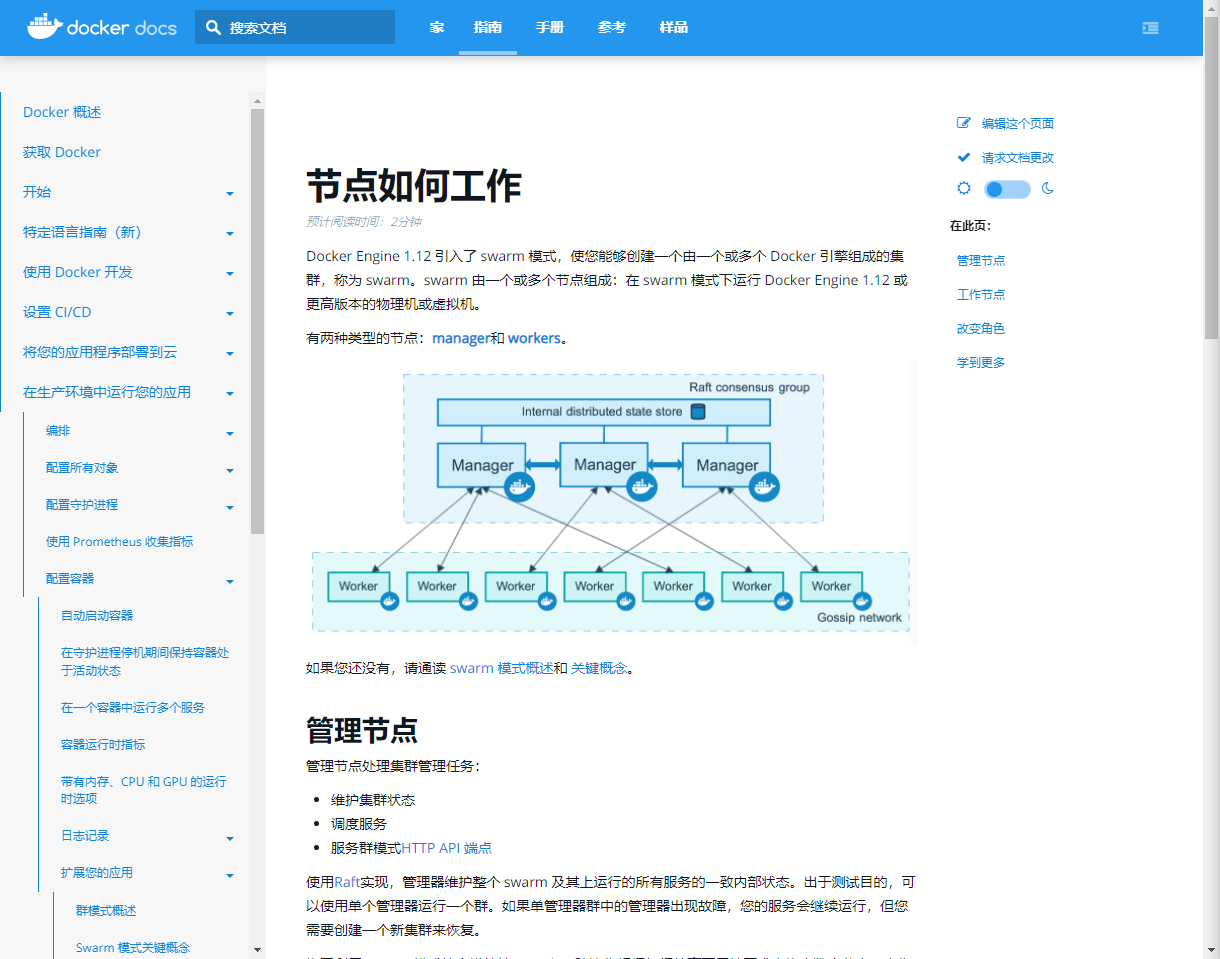 docker docs
搜索文档
家
指南
手册
参考
样品
Docker 概述
获取 Docker
开始
特定语言指南（新）
使用 Docker 开发
设置 CI/CD
将您的应用程序部署到云
在生产环境中运行您的应用
编排
配置所有对象
配置守护进程
使用 Prometheus 收集指标
配置容器
自动启动容器
在守护进程停机期间保持容器处
于活动状态
在一个容器中运行多个服务
容器运行时指标
带有内存、CPU 和 GPU 的运行
时选项
日志记录
扩展您的应用
群模式概述
Swarm 模式关键概念
节点如何工作
预计阅读时间：2分钟
Docker Engine 1.12 引入了 swarm 模式，使您能够创建一个由一个或多个 Docker 引擎组成的集
群，称为 swarm。swarm 由一个或多个节点组成：在 swarm 模式下运行 Docker Engine 1.12 或
更高版本的物理机或虚拟机。
有两种类型的节点：manager和 workers。
Raft consensus group
Internal distributed state store
Manager
Manager
Manager
Worker
Worker
Worker
Worker
Worker
Worker
Worker
Gossip network
如果您还没有，请通读 swarm 模式概述和 关键概念。
管理节点
管理节点处理集群管理任务：
维护集群状态
调度服务
服务群模式HTTP API 端点
使用Raft实现，管理器维护整个 swarm 及其上运行的所有服务的一致内部状态。出于测试目的，可
以使用单个管理器运行一个群。如果单管理器群中的管理器出现故障，您的服务会继续运行，但您
需要创建一个新集群来恢复。
编辑这个页面
请求文档更改
在此页：
管理节点
工作节点
改变角色
学到更多